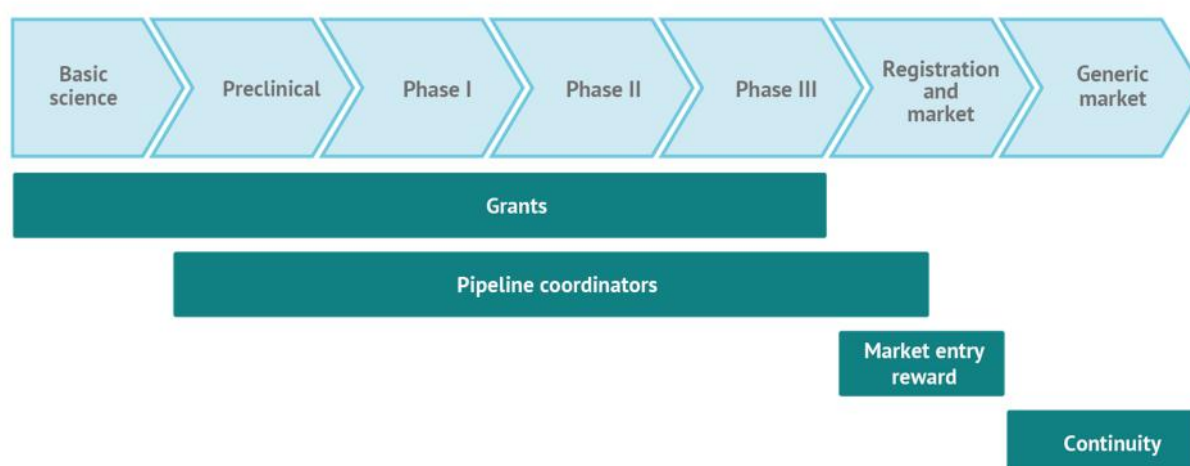 Basic
science
Preclinical
Phase I
Phase II
Phase III
Registration
and
market
Generic
market
Grants
Pipeline coordinators
Market entry
reward
Continuity